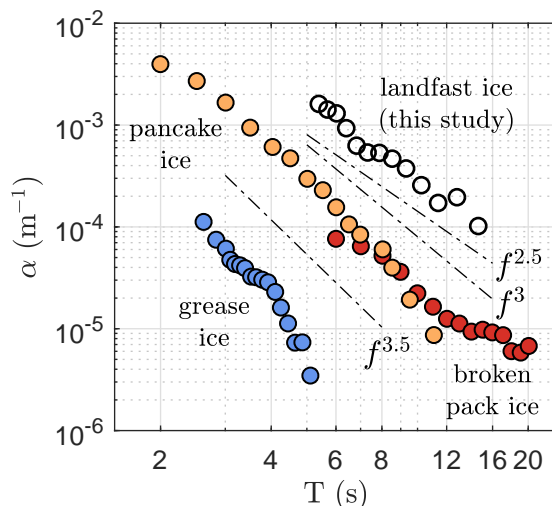 10^-2
10^-3
10^-4
10^-5
10^-6
α (m^-1)
landfast ice
(this study)
pancake
ice
f^2.5
f^3
grease
ice
f^3.5
broken
pack ice
2 4 6 8 12 16 20
T (s)